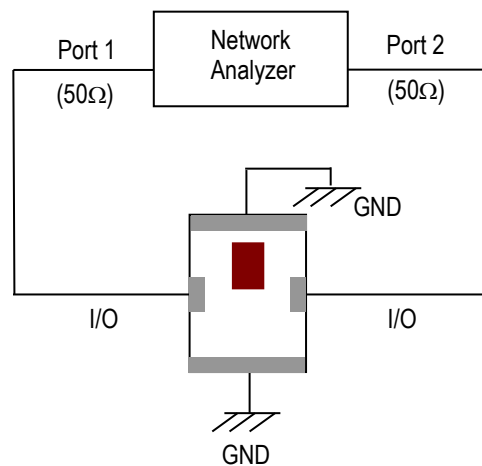 Port 1
(50Ω)
Network
Analyzer
Port 2
(50Ω)
GND
I/O
I/O
GND